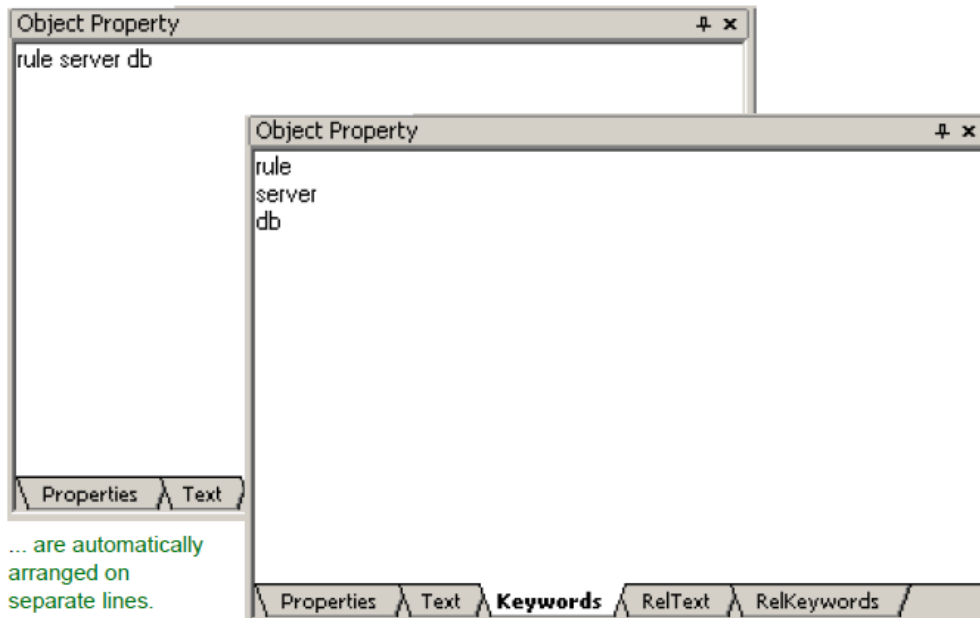 Object Property
rule server db
Properties Text
Object Property
rule
server
db
Properties Text Keywords RelText RelKeywords
... are automatically
arranged on
separate lines.